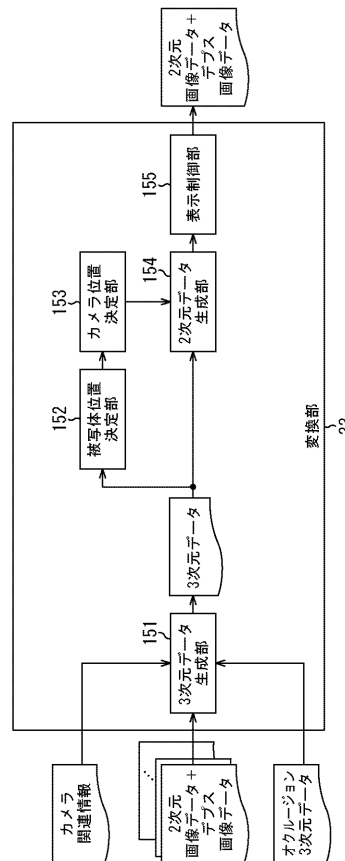 カメラ
関連情報
2次元
画像データ＋
デプス
画像データ
オクルージョン
3次元データ
151
3次元データ
生成部
3次元データ
152
被写体位置
決定部
153
カメラ位置
決定部
154
2次元データ
生成部
155
表示制御部
変換部
2次元
画像データ＋
デプス
画像データ